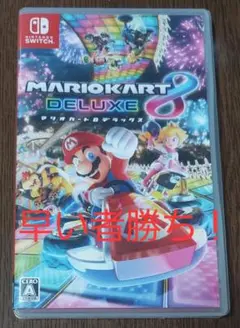 NINTENDO
SWITCH
MARIOKART 8
DELUXE
マリオカート8 デラックス
早い者勝ち！
CERO
A